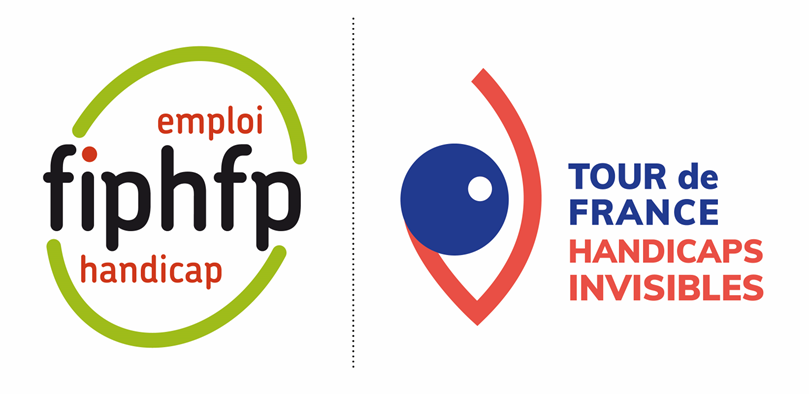 emploi
fiphfp
handicap
TOUR de
FRANCE
HANDICAPS
INVISIBLES